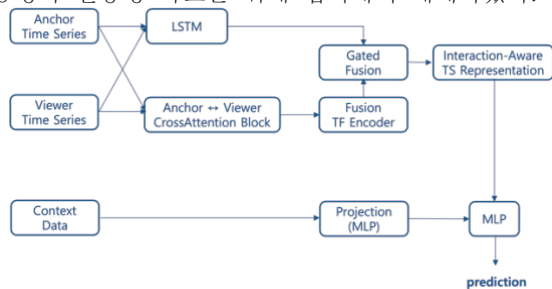 Anchor
Time Series
LSTM
Gated
Fusion
Interaction-Aware
TS Representation
Viewer
Time Series
Anchor ↔ Viewer
CrossAttention Block
Fusion
TF Encoder
Context
Data
Projection
(MLP)
MLP
prediction